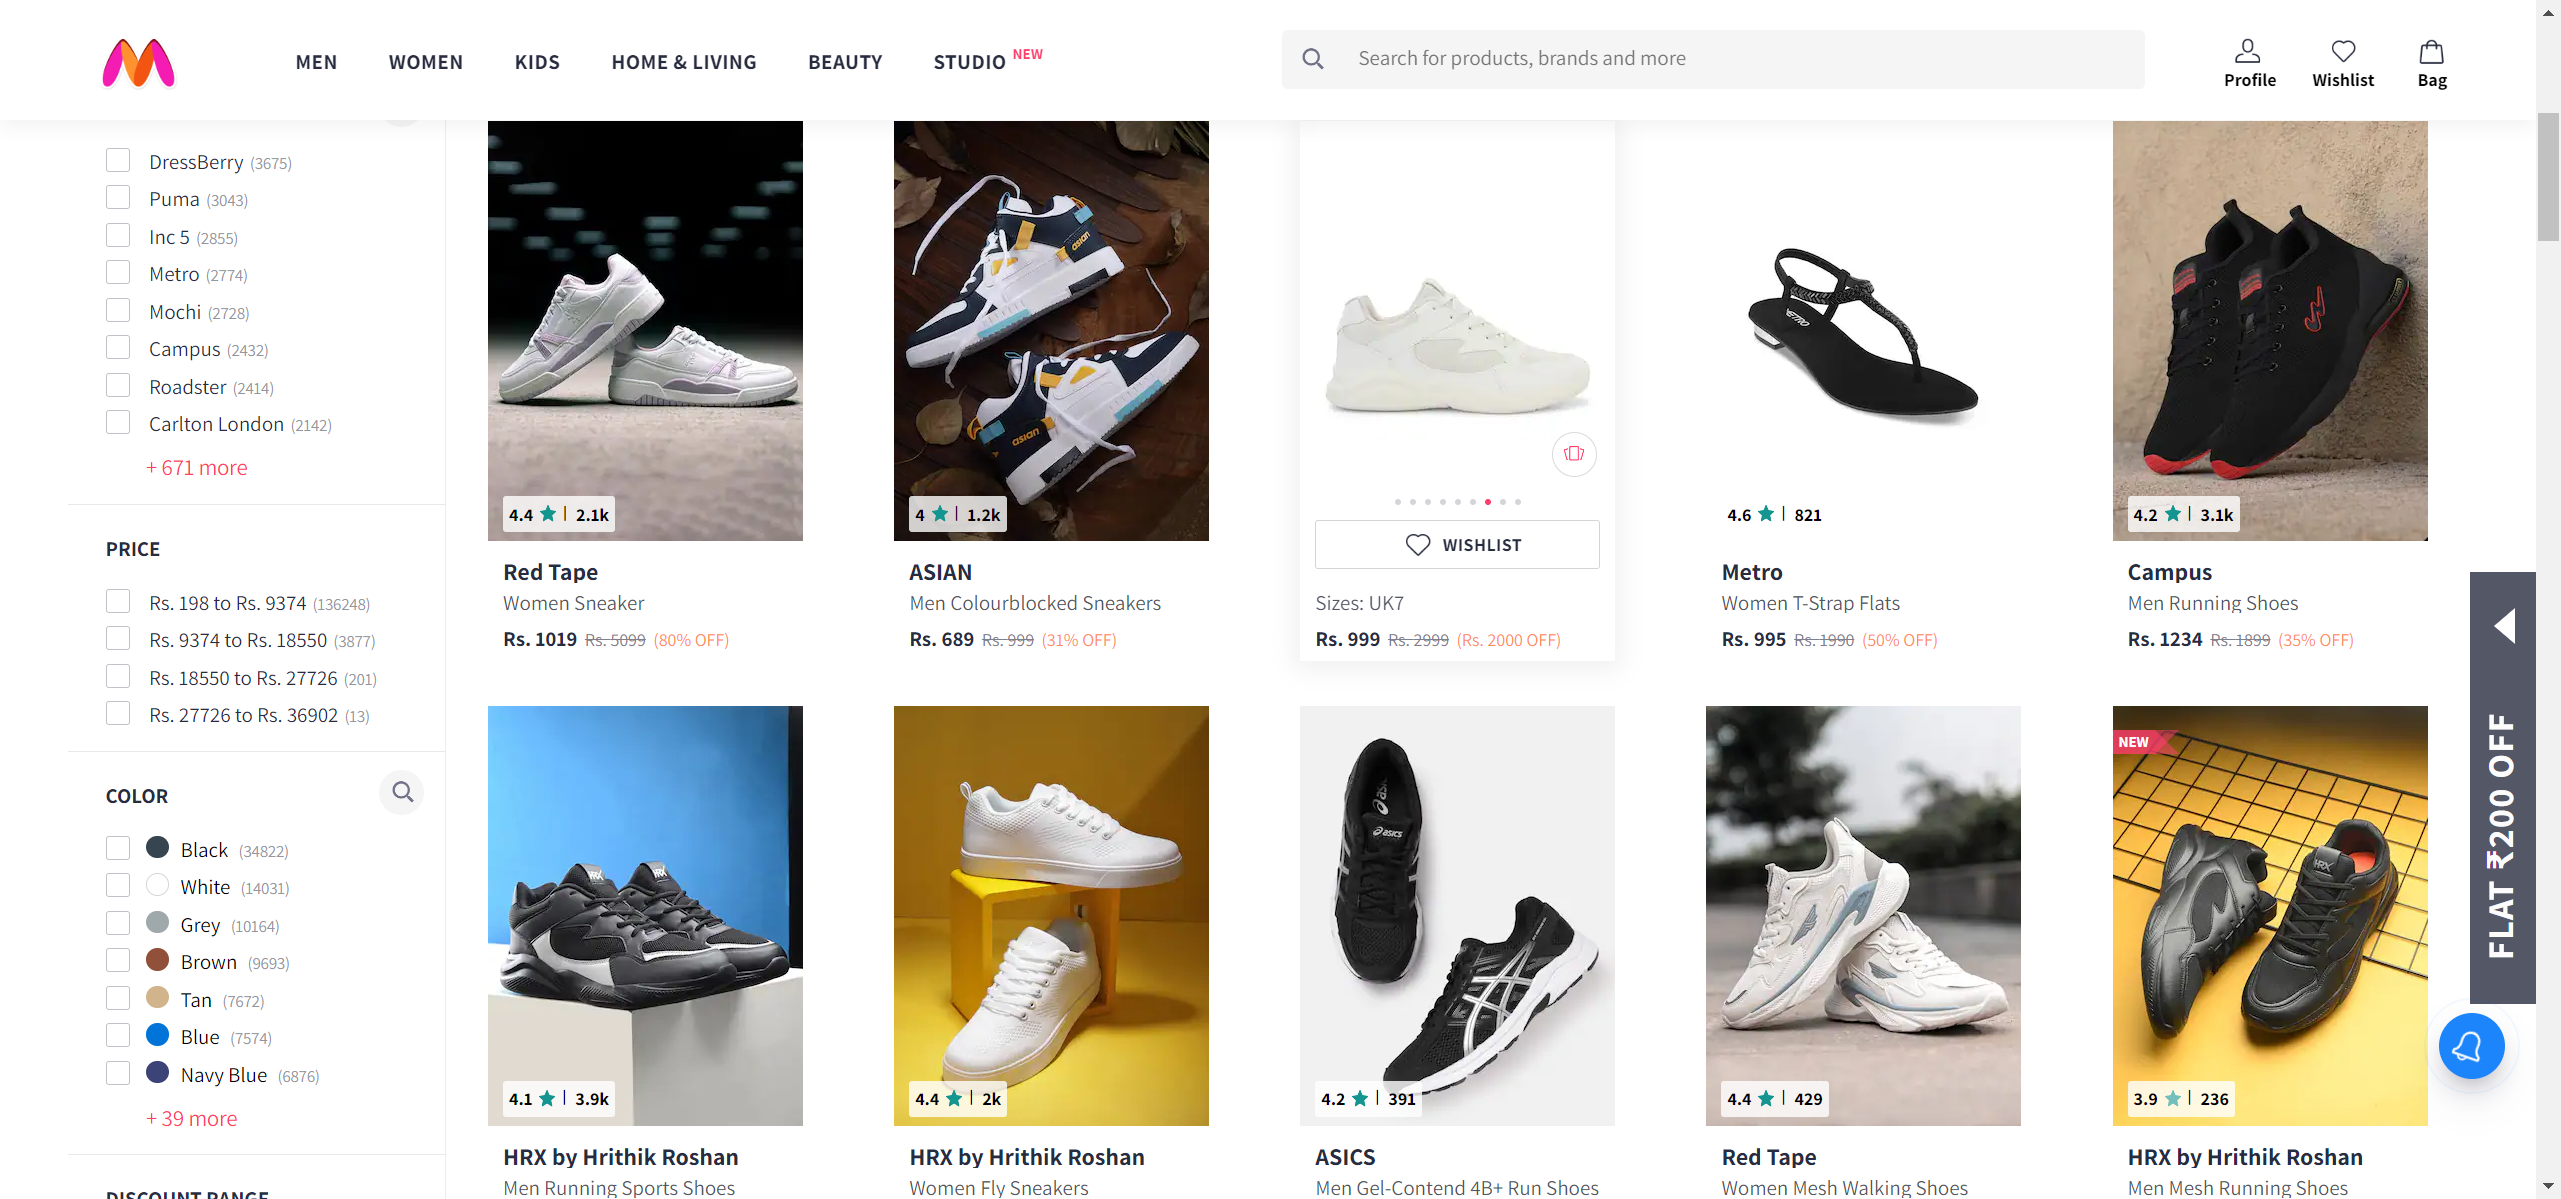 MEN WOMEN KIDS HOME & LIVING BEAUTY STUDIO NEW
Search for products, brands and more
Profile Wishlist Bag
DressBerry (3675)
Puma (3043)
Inc 5 (2855)
Metro (2774)
Mochi (2728)
Campus (2432)
Roadster (2414)
Carlton London (2142)
+ 671 more
PRICE
Rs. 198 to Rs. 9374 (136248)
Rs. 9374 to Rs. 18550 (3877)
Rs. 18550 to Rs. 27726 (201)
Rs. 27726 to Rs. 36902 (13)
COLOR
Black (34822)
White (14031)
Grey (10164)
Brown (9693)
Tan (7672)
Blue (7574)
Navy Blue (6876)
+ 39 more
DISCOUNT RANGE
4.4 | 2.1k
Red Tape
Women Sneaker
Rs. 1019 Rs. 5099 (80% OFF)
asian
asian
4 | 1.2k
ASIAN
Men Colourblocked Sneakers
Rs. 689 Rs. 999 (31% OFF)
WISHLIST
Sizes: UK7
Rs. 999 Rs. 2999 (Rs. 2000 OFF)
METRO
4.6 | 821
Metro
Women T-Strap Flats
Rs. 995 Rs. 1990 (50% OFF)
4.2 | 3.1k
Campus
Men Running Shoes
Rs. 1234 Rs. 1899 (35% OFF)
HRX
HRX
4.1 | 3.9k
HRX by Hrithik Roshan
Men Running Sports Shoes
4.4 | 2k
HRX by Hrithik Roshan
Women Fly Sneakers
asics
asics
4.2 | 391
ASICS
Men Gel-Contend 4B+ Run Shoes
4.4 | 429
Red Tape
Women Mesh Walking Shoes
NEW
HRX
3.9 | 236
HRX by Hrithik Roshan
Men Mesh Running Shoes
FLAT ₹200 OFF